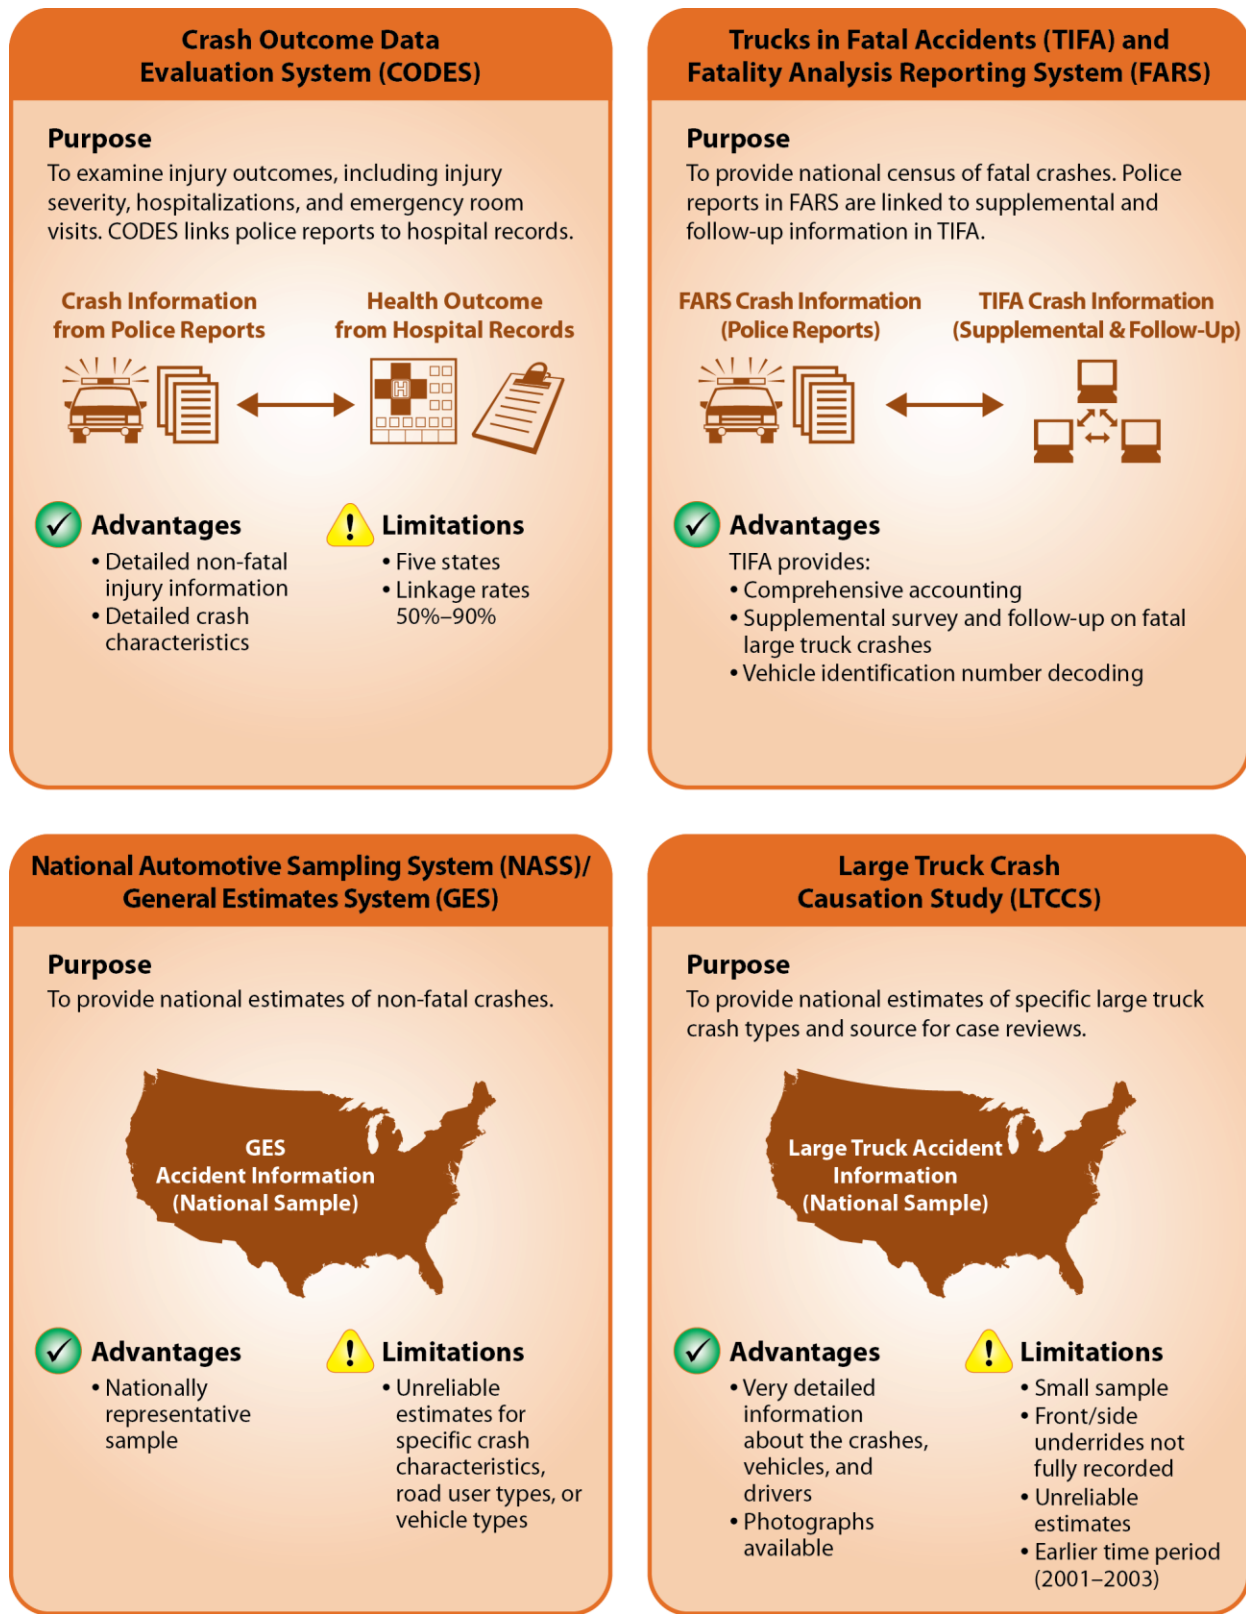 Crash Outcome Data
Evaluation System (CODES)
Purpose
To examine injury outcomes, including injury
severity, hospitalizations, and emergency room
visits. CODES links police reports to hospital records.
Crash Information
from Police Reports
Health Outcome
from Hospital Records
H
Advantages
• Detailed non-fatal
injury information
• Detailed crash
characteristics
! Limitations
• Five states
• Linkage rates
50%–90%
Trucks in Fatal Accidents (TIFA) and
Fatality Analysis Reporting System (FARS)
Purpose
To provide national census of fatal crashes. Police
reports in FARS are linked to supplemental and
follow-up information in TIFA.
FARS Crash Information
(Police Reports)
TIFA Crash Information
(Supplemental & Follow-Up)
Advantages
TIFA provides:
• Comprehensive accounting
• Supplemental survey and follow-up on fatal
large truck crashes
• Vehicle identification number decoding
National Automotive Sampling System (NASS)/
General Estimates System (GES)
Purpose
To provide national estimates of non-fatal crashes.
GES
Accident Information
(National Sample)
Advantages
• Nationally
representative
sample
! Limitations
• Unreliable
estimates for
specific crash
characteristics,
road user types, or
vehicle types
Large Truck Crash
Causation Study (LTCCS)
Purpose
To provide national estimates of specific large truck
crash types and source for case reviews.
Large Truck Accident
Information
(National Sample)
Advantages
• Very detailed
information
about the crashes,
vehicles, and
drivers
• Photographs
available
! Limitations
• Small sample
• Front/side
underrides not
fully recorded
• Unreliable
estimates
• Earlier time period
(2001–2003)